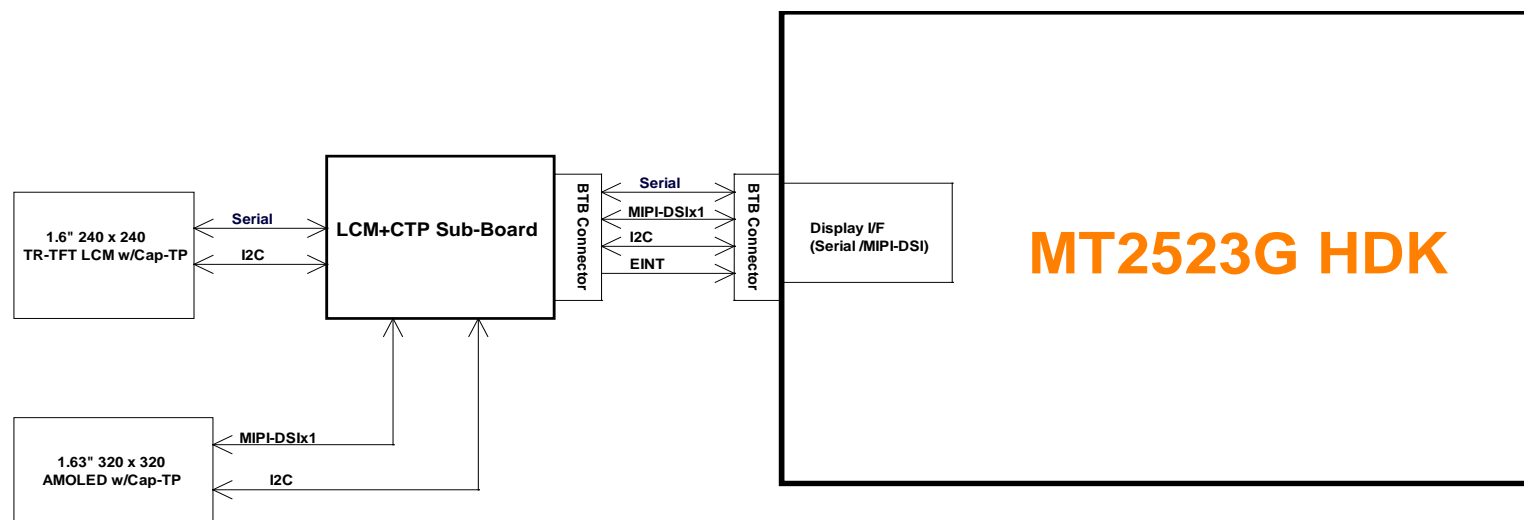 1.6" 240 x 240
TR-TFT LCM w/Cap-TP
Serial
I2C
LCM+CTP Sub-Board
BTB Connector
Serial
MIPI-DSIx1
I2C
EINT
BTB Connector
Display I/F
(Serial /MIPI-DSI)
MT2523G HDK
1.63" 320 x 320
AMOLED w/Cap-TP
MIPI-DSIx1
I2C